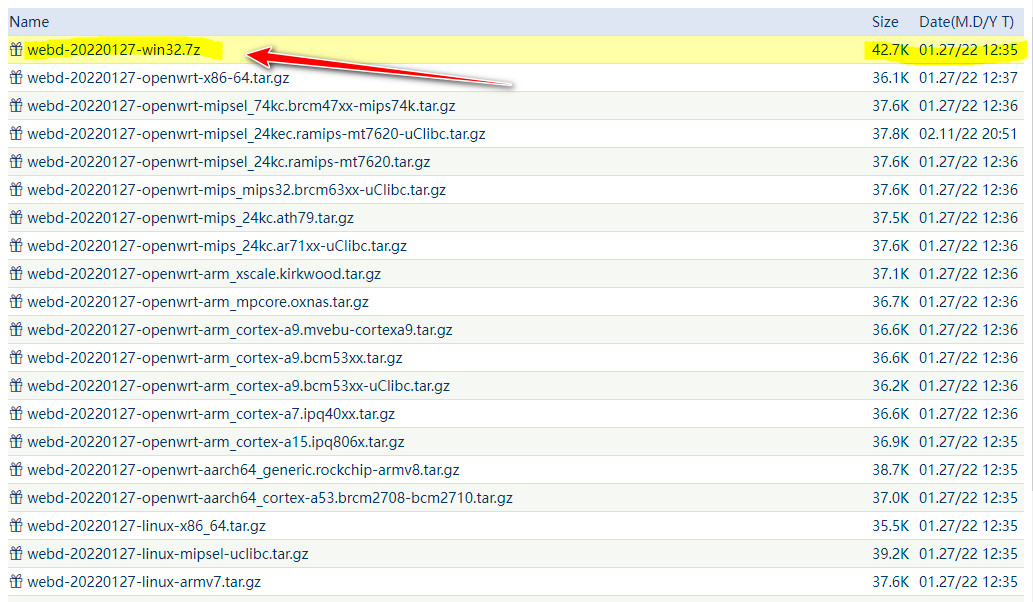 Name Size Date(M.D/Y T)
webd-20220127-win32.7z 42.7K 01.27/22 12:35
webd-20220127-openwrt-x86-64.tar.gz 36.1K 01.27/22 12:37
webd-20220127-openwrt-mipsel_74kc.brcm47xx-mips74k.tar.gz 37.6K 01.27/22 12:36
webd-20220127-openwrt-mipsel_24kec.ramips-mt7620-uClibc.tar.gz 37.8K 02.11/22 20:51
webd-20220127-openwrt-mipsel_24kc.ramips-mt7620.tar.gz 37.6K 01.27/22 12:36
webd-20220127-openwrt-mips_mips32.brcm63xx-uClibc.tar.gz 37.6K 01.27/22 12:36
webd-20220127-openwrt-mips_24kc.ath79.tar.gz 37.5K 01.27/22 12:36
webd-20220127-openwrt-mips_24kc.ar71xx-uClibc.tar.gz 37.6K 01.27/22 12:36
webd-20220127-openwrt-arm_xscale.kirkwood.tar.gz 37.1K 01.27/22 12:36
webd-20220127-openwrt-arm_mpcore.oxnas.tar.gz 36.7K 01.27/22 12:36
webd-20220127-openwrt-arm_cortex-a9.mvebu-cortexa9.tar.gz 36.6K 01.27/22 12:36
webd-20220127-openwrt-arm_cortex-a9.bcm53xx.tar.gz 36.6K 01.27/22 12:36
webd-20220127-openwrt-arm_cortex-a9.bcm53xx-uClibc.tar.gz 36.2K 01.27/22 12:36
webd-20220127-openwrt-arm_cortex-a7.ipq40xx.tar.gz 36.6K 01.27/22 12:36
webd-20220127-openwrt-arm_cortex-a15.ipq806x.tar.gz 36.9K 01.27/22 12:35
webd-20220127-openwrt-aarch64_generic.rockchip-armv8.tar.gz 38.7K 01.27/22 12:35
webd-20220127-openwrt-aarch64_cortex-a53.brcm2708-bcm2710.tar.gz 37.0K 01.27/22 12:35
webd-20220127-linux-x86_64.tar.gz 35.5K 01.27/22 12:35
webd-20220127-linux-mipsel-uclibc.tar.gz 39.2K 01.27/22 12:35
webd-20220127-linux-armv7.tar.gz 37.6K 01.27/22 12:35